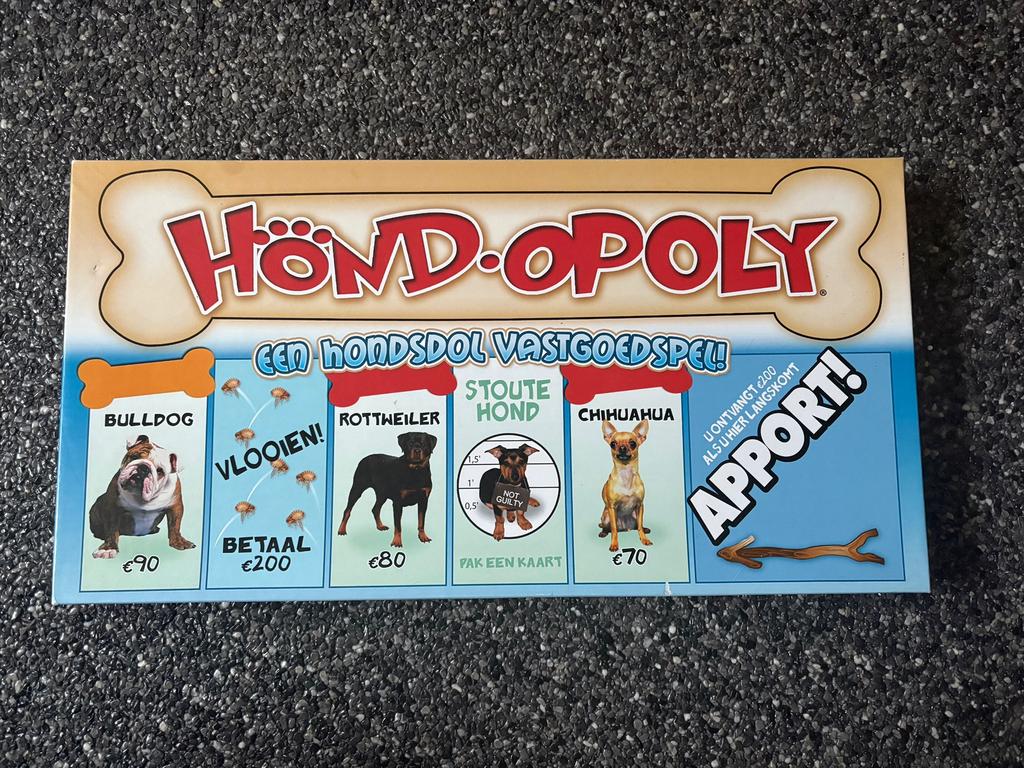 HÖND·OPOLY®
EEN HONDSDOL VASTGOEDSPEL!
BULLDOG
€90
VLOOIEN!
BETAAL
€200
ROTTWEILER
€80
STOUTE
HOND
1,5'
1'
0,5'
NOT
GUILTY
PAK EEN KAART
CHIHUAHUA
€70
U ONTVANGT €200
ALS U HIER LANGSKOMT
APPORT!